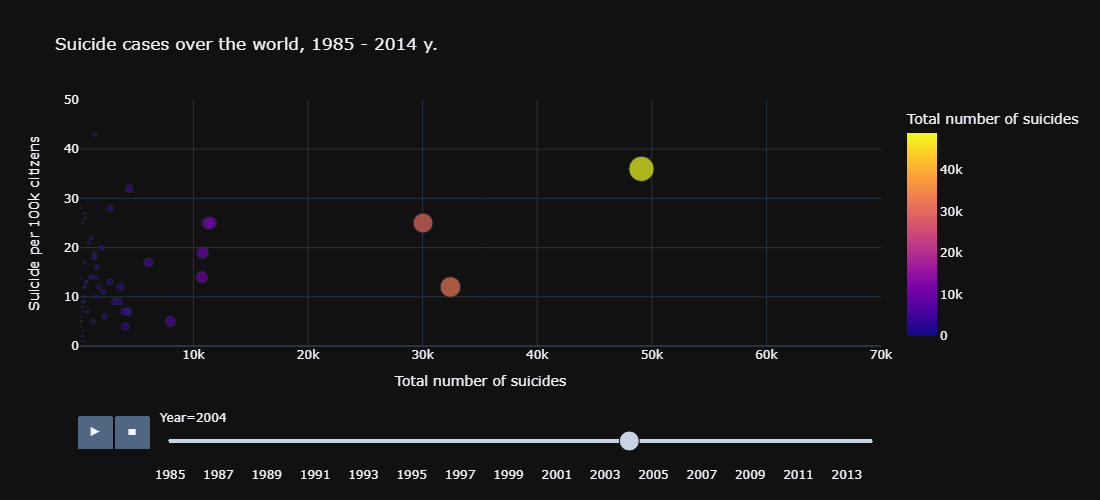 Suicide cases over the world, 1985 - 2014 y.
Total number of suicides
Suicide per 100k citizens
50
40
30
20
10
0
10k
20k
30k
40k
50k
60k
70k
Total number of suicides
40k
30k
20k
10k
0
Year=2004
1985 1987 1989 1991 1993 1995 1997 1999 2001 2003 2005 2007 2009 2011 2013